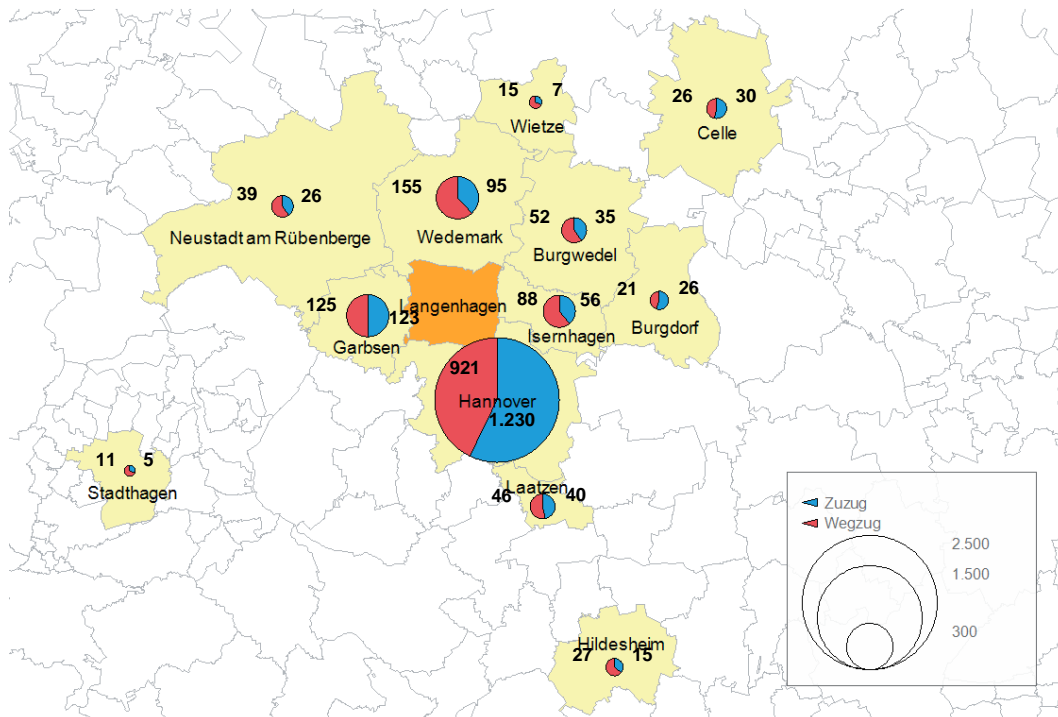 15 7
Wietze
26 30
Celle
39 26
Neustadt am Rübenberge
155 95
Wedemark
52 35
Burgwedel
125 123
Garbsen
Langenhagen
88 56
Isernhagen
21 26
Burgdorf
921
Hannover
1.230
11 5
Stadthagen
Laatzen
46 40
Hildesheim
27 15
Zuzug
Wegzug
2.500
1.500
300